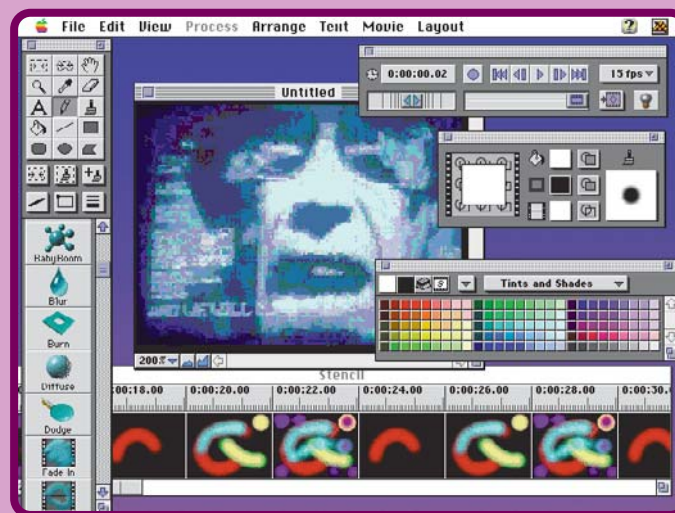 File Edit View Process Arrange Text Movie Layout
0:00:00.02
15 fps
Untitled
A
BabyBoom
Blur
Burn
Diffuse
Dodge
Fade In
Tints and Shades
200%
Stencil
0:00:18.00 0:00:20.00 0:00:22.00 0:00:24.00 0:00:26.00 0:00:28.00 0:00:30.